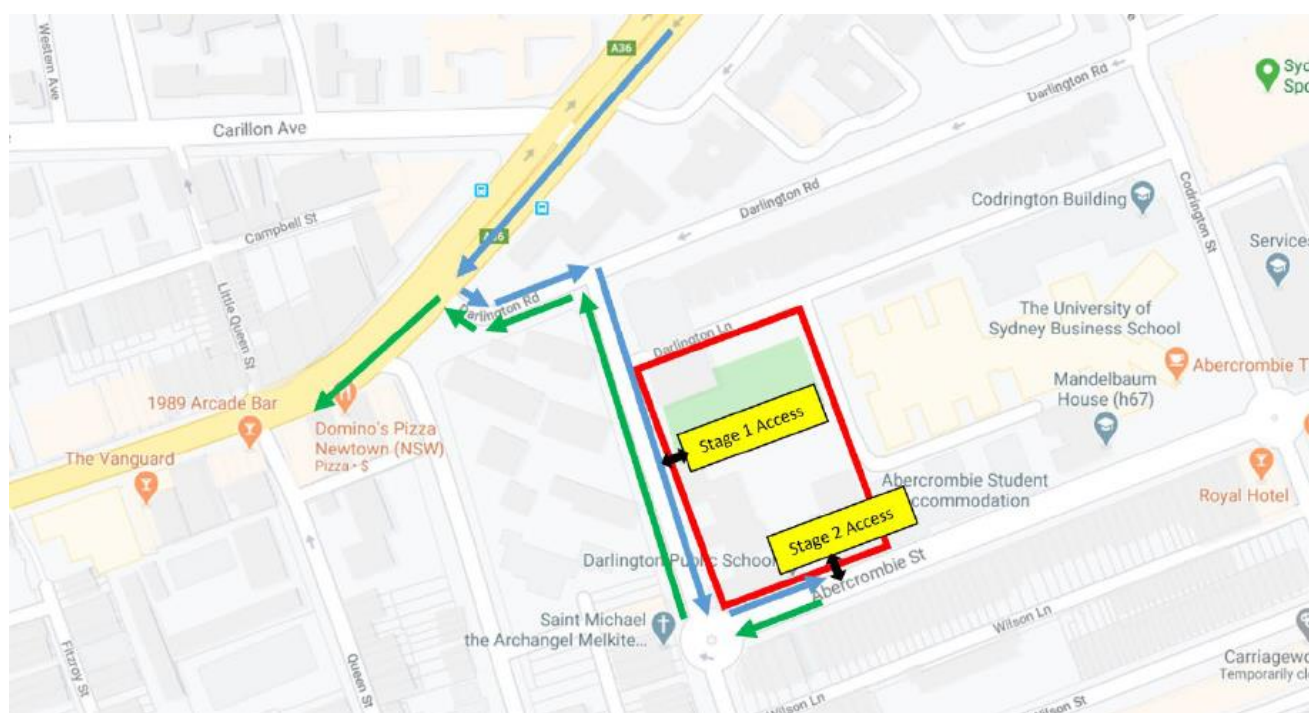 Western Ave
A36
Carillon Ave
Darlington Rd
Syd
Spo
Darlington Rd
Codrington Building
Codrington St
Campbell St
A36
Services
Little Queen St
Darlington Rd
The University of
Sydney Business School
Darlington Ln
Abercrombie T
1989 Arcade Bar
Mandelbaum
House (h67)
Domino's Pizza
Newtown (NSW)
Pizza • $
Stage 1 Access
The Vanguard
Abercrombie Student
ccommodation
Royal Hotel
Stage 2 Access
Darlington Public School
Abercrombie St
Saint Michael
the Archangel Melkite...
Wilson Ln
Fitzroy St
Queen St
Carriagewo
Temporarily cl
Wilson Ln
Wilson St